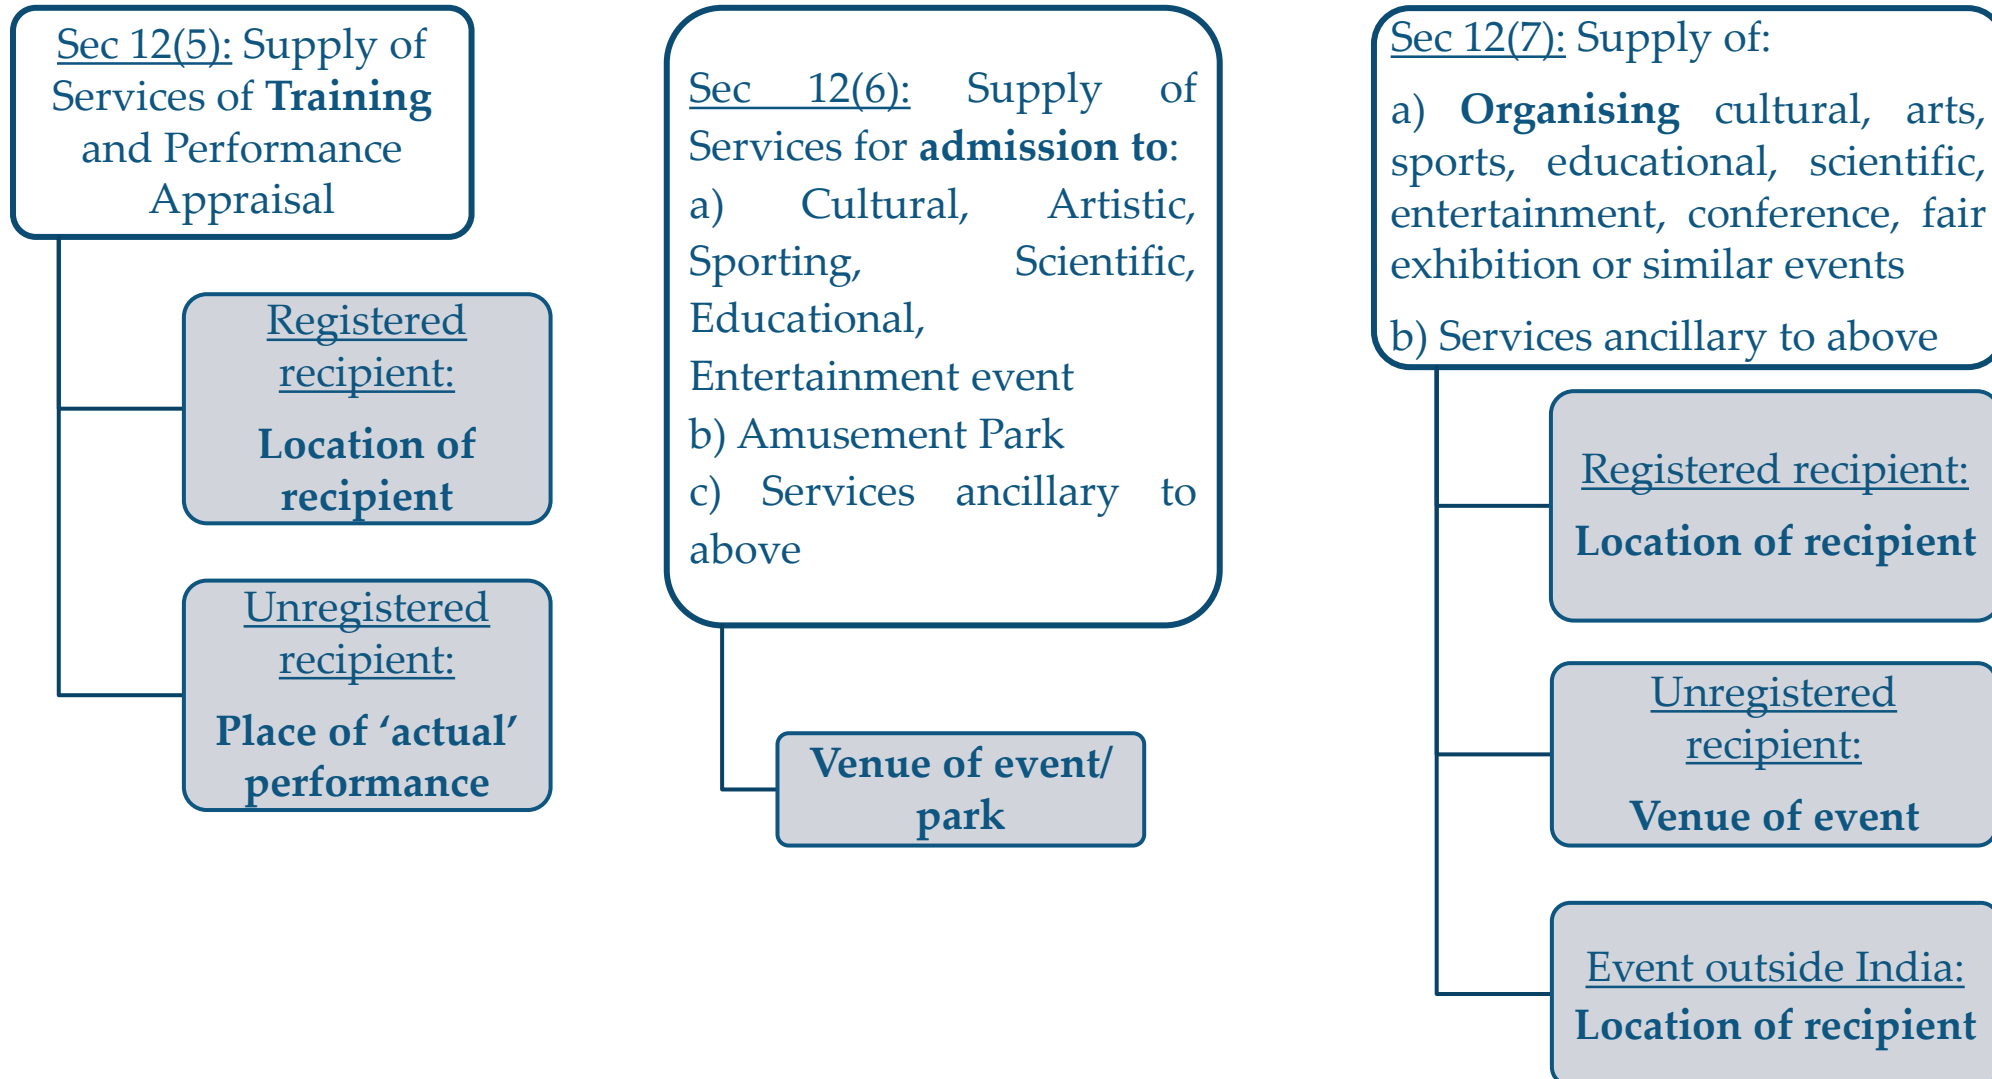 Sec 12(5): Supply of
Services of Training
and Performance
Appraisal
Registered
recipient:
Location of
recipient
Unregistered
recipient:
Place of ‘actual’
performance
Sec 12(6): Supply of
Services for admission to:
a) Cultural, Artistic,
Sporting, Scientific,
Educational,
Entertainment event
b) Amusement Park
c) Services ancillary to
above
Venue of event/
park
Sec 12(7): Supply of:
a) Organising cultural, arts,
sports, educational, scientific,
entertainment, conference, fair
exhibition or similar events
b) Services ancillary to above
Registered recipient:
Location of recipient
Unregistered
recipient:
Venue of event
Event outside India:
Location of recipient